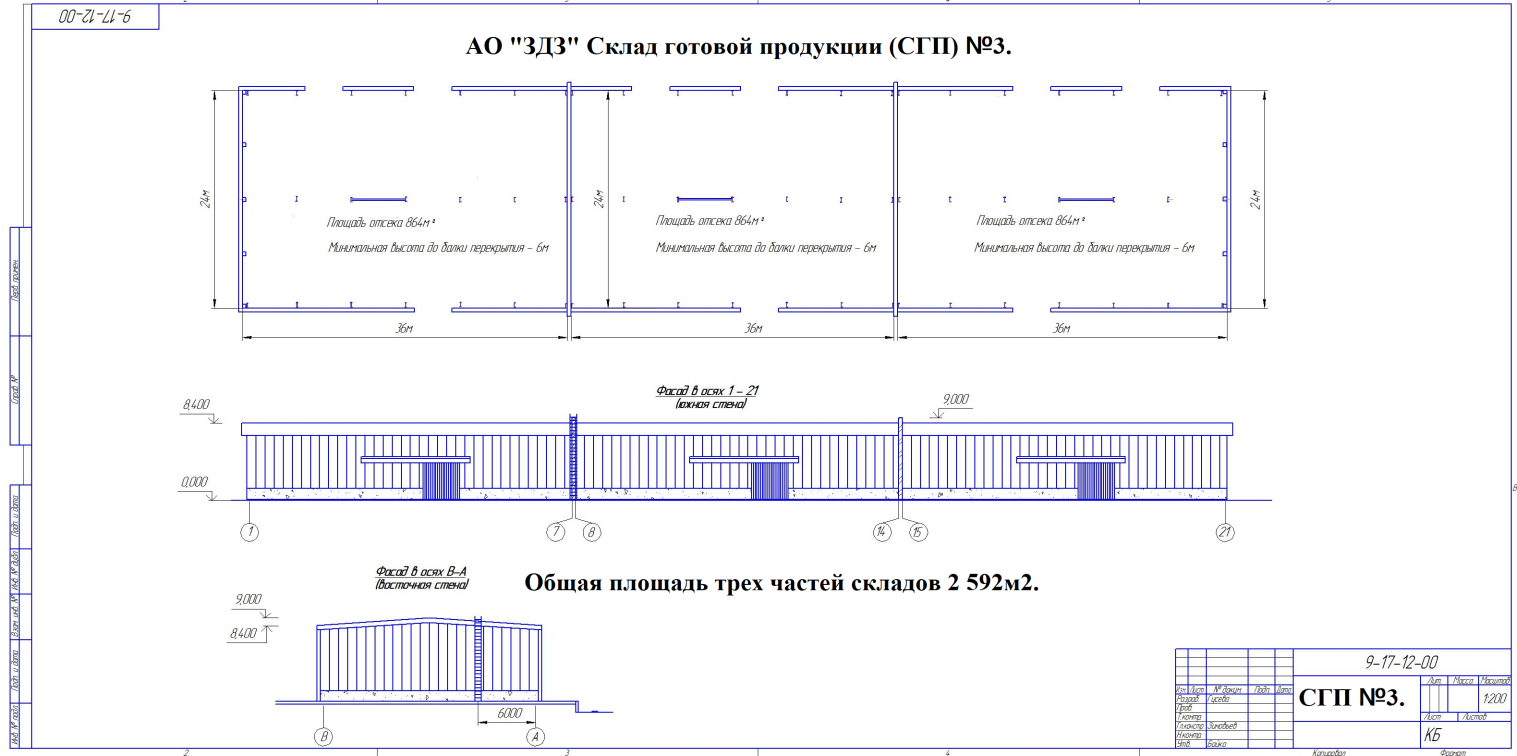 9-17-12-00
АО "ЗДЗ" Склад готовой продукции (СГП) №3.
24м
24м
24м
Площадь отсека 864м²
Минимальная высота до балки перекрытия - 6м
Площадь отсека 864м²
Минимальная высота до балки перекрытия - 6м
Площадь отсека 864м²
Минимальная высота до балки перекрытия - 6м
36м
36м
36м
Фасад в осях 1 - 21
(южная стена)
8,400
9,000
0,000
1
7
8
14
15
21
Фасад в осях В-А
(восточная стена)
Общая площадь трех частей складов 2 592м2.
9,000
8,400
6000
В
А
Перв. примен.
Справ. №
Подп. и дата
Инв. № дубл.
Взам. инв. №
Подп. и дата
Инв. № подл.
9-17-12-00
СГП №3.
Лит.
Масса
Масштаб
1:200
Лист
Листов
КБ
Изм.
Лист
№ докум.
Подп.
Дата
Разраб.
Гусева
Пров.
Т.контр.
Зиновьев
Н.контр.
Утв.
Бойко
Копировал
Формат
2
3
4